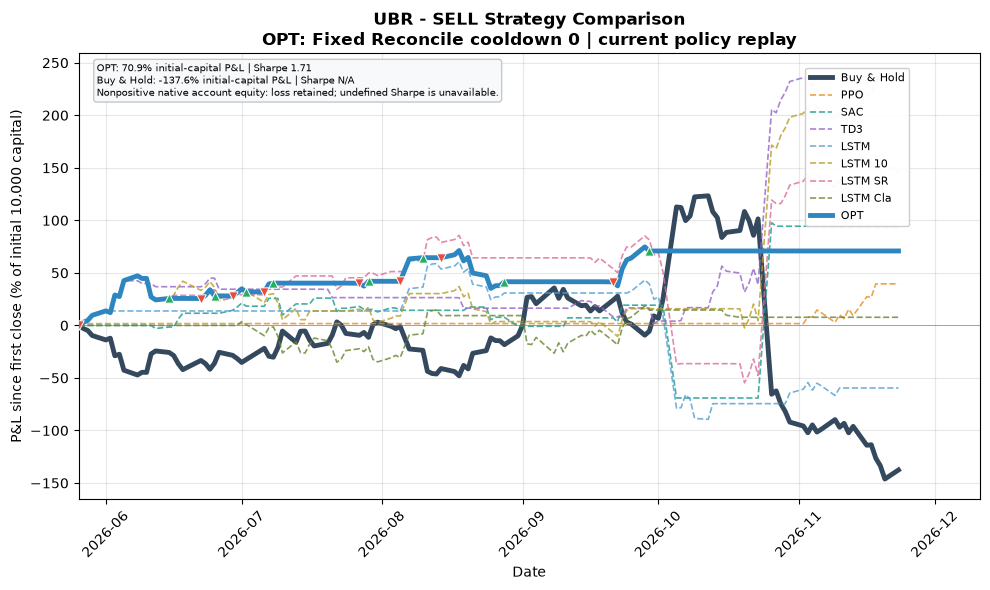 UBR - SELL Strategy Comparison
OPT: Fixed Reconcile cooldown 0 | current policy replay
OPT: 70.9% initial-capital P&L | Sharpe 1.71
Buy & Hold: -137.6% initial-capital P&L | Sharpe N/A
Nonpositive native account equity: loss retained; undefined Sharpe is unavailable.
Buy & Hold
PPO
SAC
TD3
LSTM
LSTM 10
LSTM SR
LSTM Cla
OPT
P&L since first close (% of initial 10,000 capital)
250
200
150
100
50
0
−50
−100
−150
2026-06
2026-07
2026-08
2026-09
2026-10
2026-11
2026-12
Date